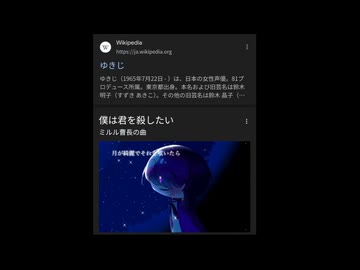 Wikipedia
https://ja.wikipedia.org
ゆきじ
ゆきじ（1965年7月22日 - ）は、日本の女性声優。81プ
ロデュース所属。東京都出身。本名および旧芸名は鈴木
明子（すずき あきこ）。その他の旧芸名は鈴木 晶子（…
僕は君を殺したい
ミルル曹長の曲
月が綺麗でそれを歌いたら